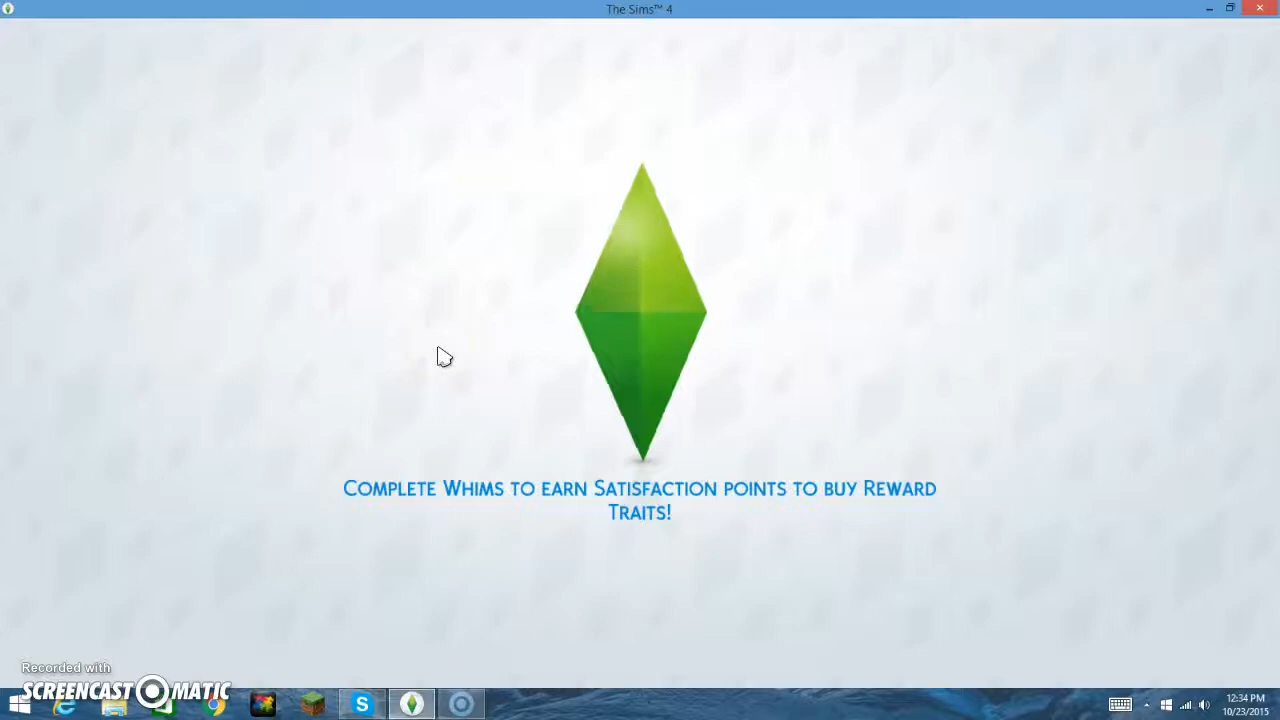 The Sims™ 4
COMPLETE WHIMS TO EARN SATISFACTION POINTS TO BUY REWARD
TRAITS!
Recorded with
SCREENCAST MATIC
12:34 PM
10/23/2015